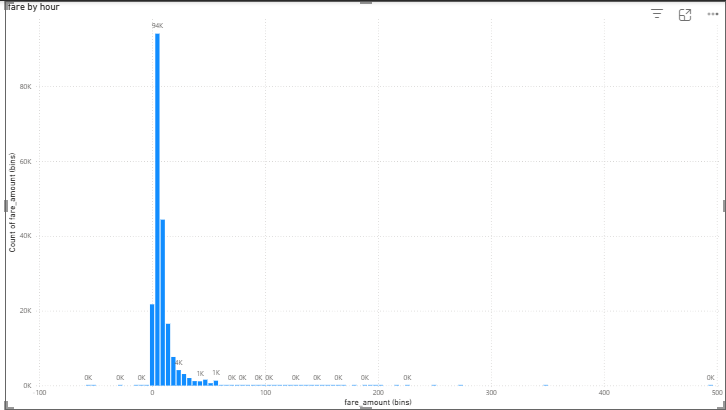 fare by hour
94K
80K
60K
40K
20K
0K
Count of fare_amount (bins)
4K
1K
1K
0K
0K
0K
0K
0K
0K
0K
0K
0K
0K
0K
0K
0K
-100
0
100
200
300
400
500
fare_amount (bins)